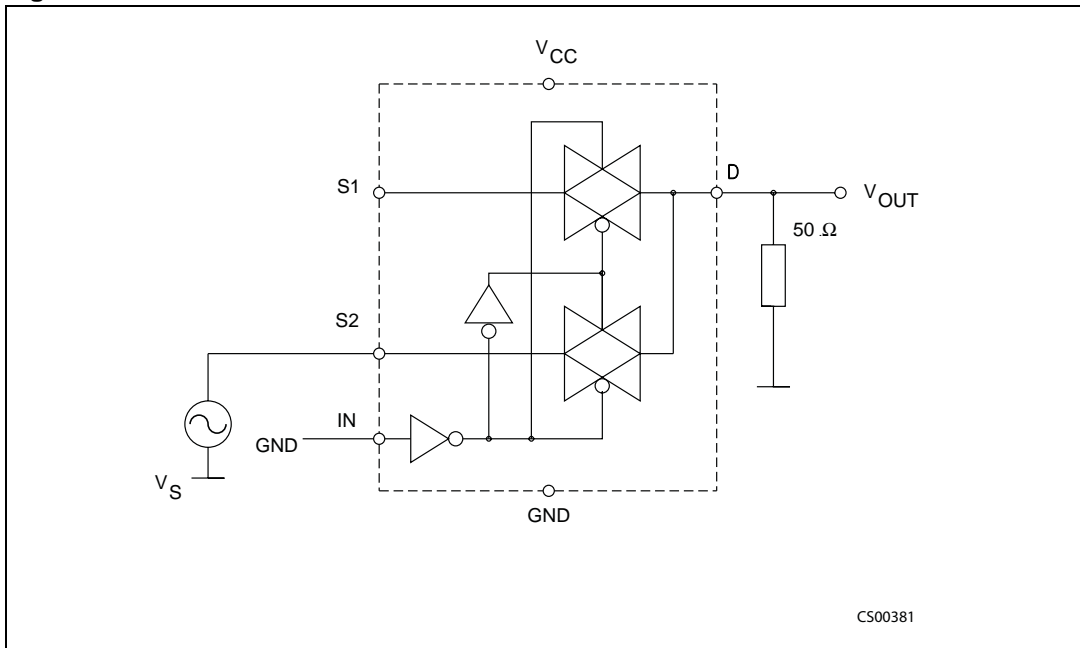 V_CC
S1
D
V_OUT
50 .Ω
S2
IN
GND
V_S
GND
CS00381